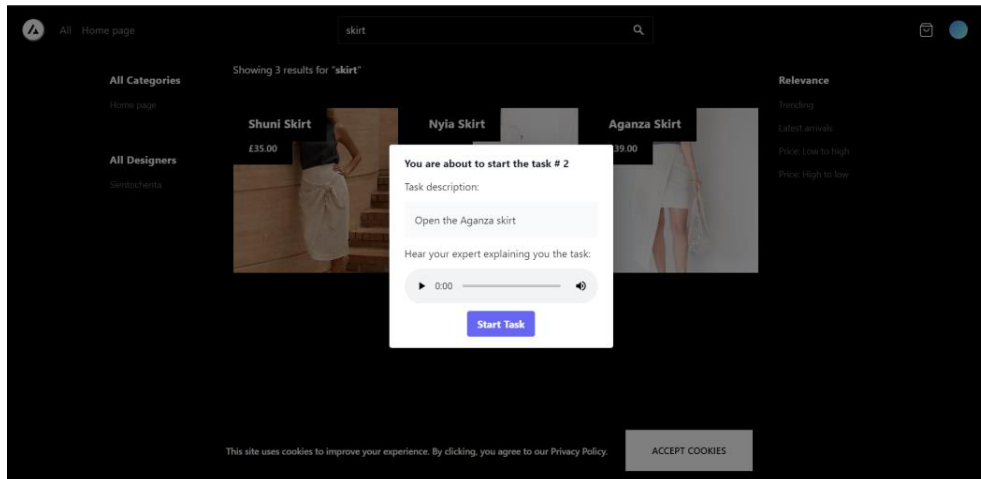 All Home page
skirt
All Categories
Home page
All Designers
Sientochenta
Showing 3 results for "skirt"
Shuni Skirt
£35.00
Nyia Skirt
Aganza Skirt
39.00
Relevance
Trending
Latest arrivals
Price: Low to high
Price: High to low
You are about to start the task # 2
Task description:
Open the Aganza skirt
Hear your expert explaining you the task:
0:00
Start Task
This site uses cookies to improve your experience. By clicking, you agree to our Privacy Policy.
ACCEPT COOKIES